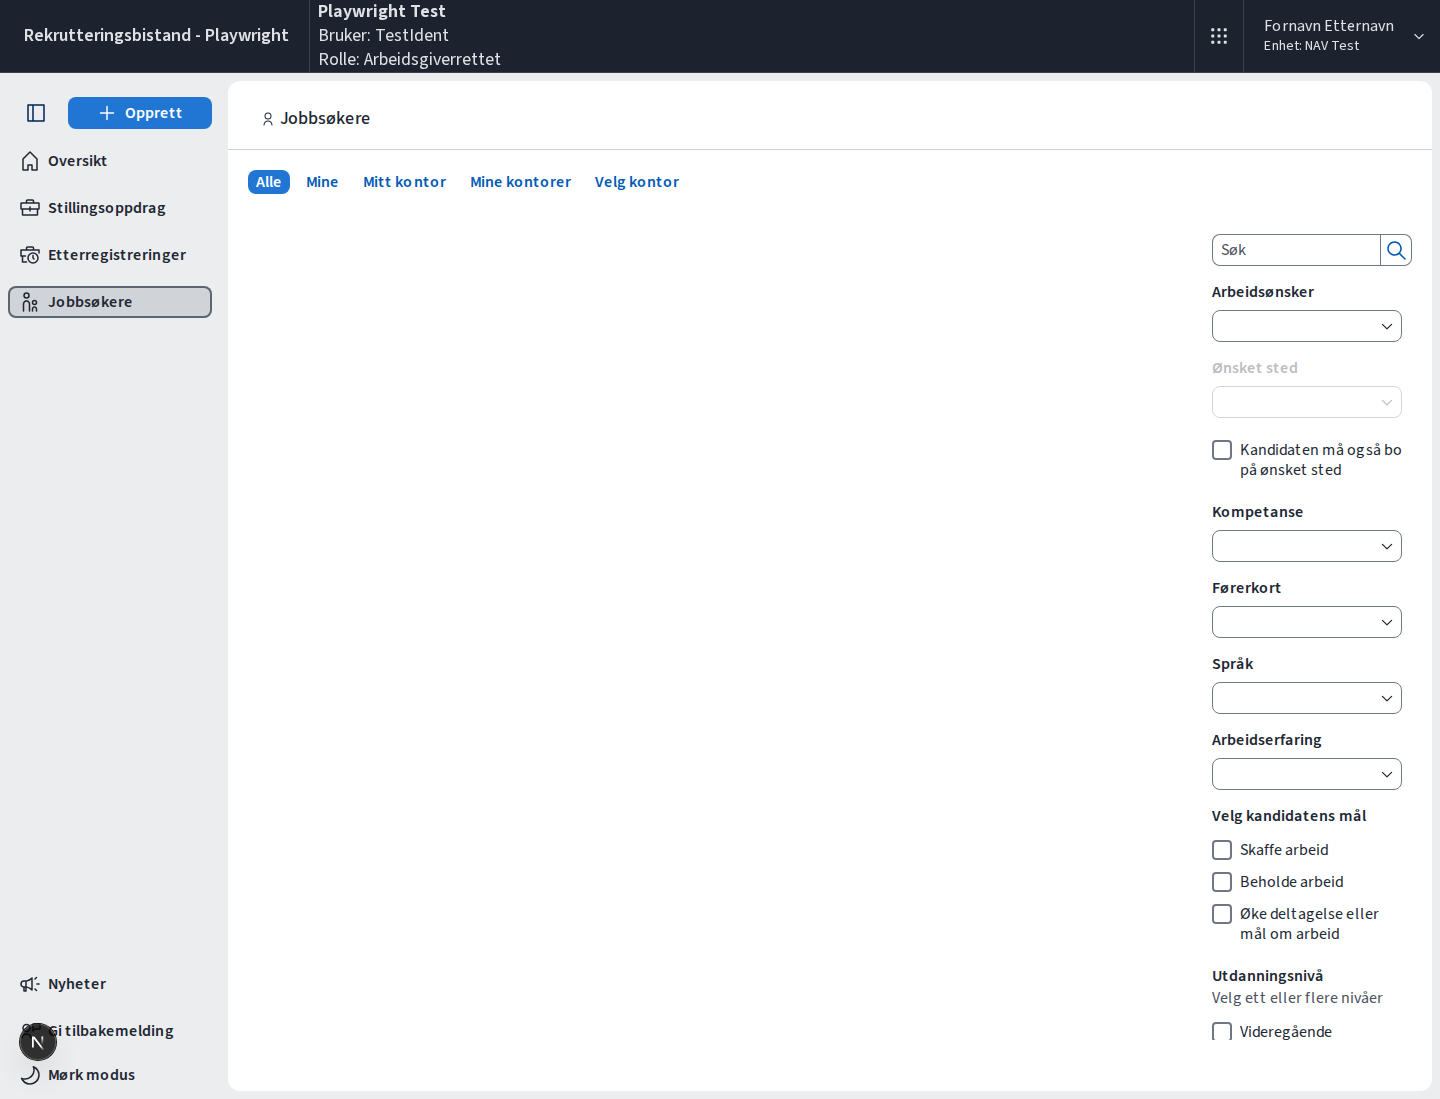 Rekrutteringsbistand - Playwright
Playwright Test
Bruker: TestIdent
Rolle: Arbeidsgiverrettet
Fornavn Etternavn
Enhet: NAV Test
Opprett
Oversikt
Stillingsoppdrag
Etterregistreringer
Jobbsøkere
Nyheter
Gi tilbakemelding
N
Mørk modus
Jobbsøkere
Alle
Mine
Mitt kontor
Mine kontorer
Velg kontor
Søk
Arbeidsønsker
Ønsket sted
Kandidaten må også bo
på ønsket sted
Kompetanse
Førerkort
Språk
Arbeidserfaring
Velg kandidatens mål
Skaffe arbeid
Beholde arbeid
Øke deltagelse eller
mål om arbeid
Utdanningsnivå
Velg ett eller flere nivåer
Videregående